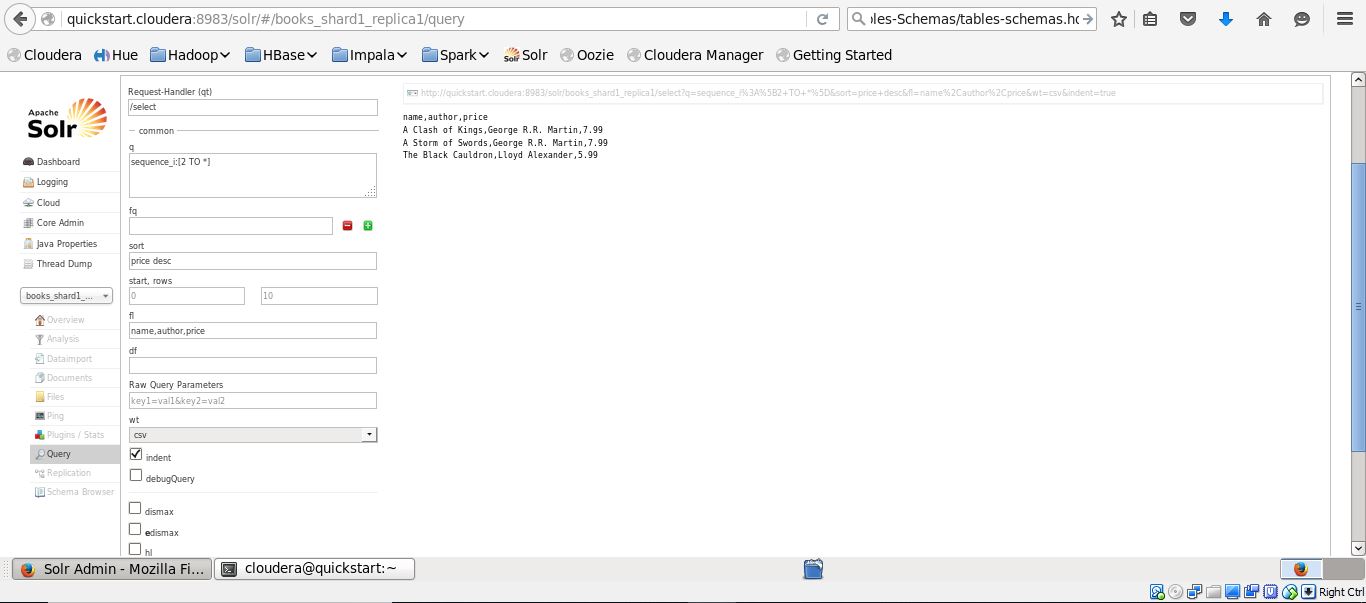 quickstart.cloudera:8983/solr/#/books_shard1_replica1/query
bles-Schemas/tables-schemas.hq
Cloudera Hue Hadoop HBase Impala Spark Solr Oozie Cloudera Manager Getting Started
Apache
Solr
Dashboard
Logging
Cloud
Core Admin
Java Properties
Thread Dump
books_shard1_...
Overview
Analysis
Dataimport
Documents
Files
Ping
Plugins / Stats
Query
Replication
Schema Browser
Request-Handler (qt)
/select
common
q
sequence_i:[2 TO *]
fq
sort
price desc
start, rows
0 10
fl
name,author,price
df
Raw Query Parameters
key1=val1&key2=val2
wt
csv
indent
debugQuery
dismax
edismax
hl
http://quickstart.cloudera:8983/solr/books_shard1_replica1/select?q=sequence_i%3A%5B2+TO+*%5D&sort=price+desc&fl=name%2Cauthor%2Cprice&wt=csv&indent=true
name,author,price
A Clash of Kings,George R.R. Martin,7.99
A Storm of Swords,George R.R. Martin,7.99
The Black Cauldron,Lloyd Alexander,5.99
Solr Admin - Mozilla Fi... cloudera@quickstart:~
Right Ctrl